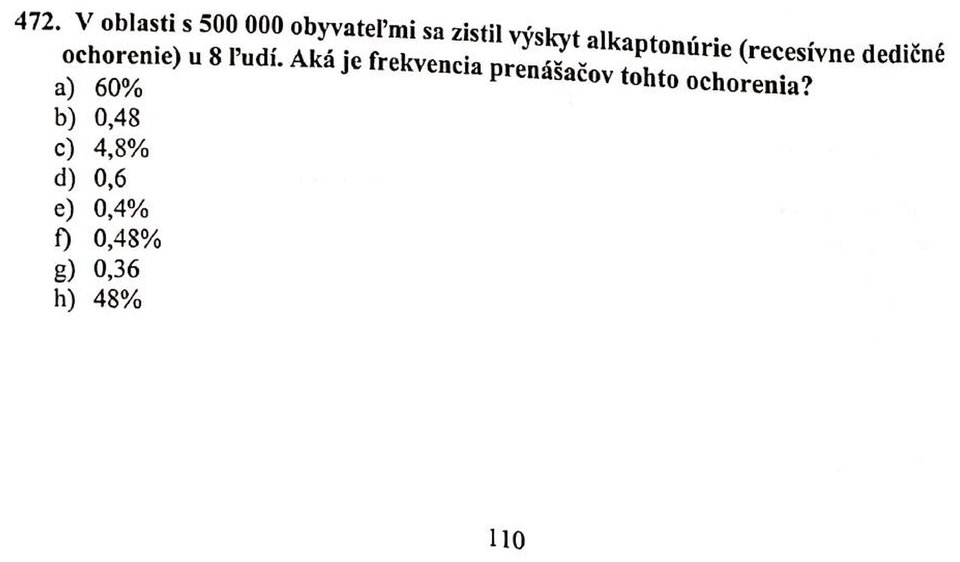 472. V oblasti s 500 000 obyvateľmi sa zistil výskyt alkaptonúrie (recesívne dedičné
ochorenie) u 8 ľudí. Aká je frekvencia prenášačov tohto ochorenia?
a) 60%
b) 0,48
c) 4,8%
d) 0,6
e) 0,4%
f) 0,48%
g) 0,36
h) 48%
110